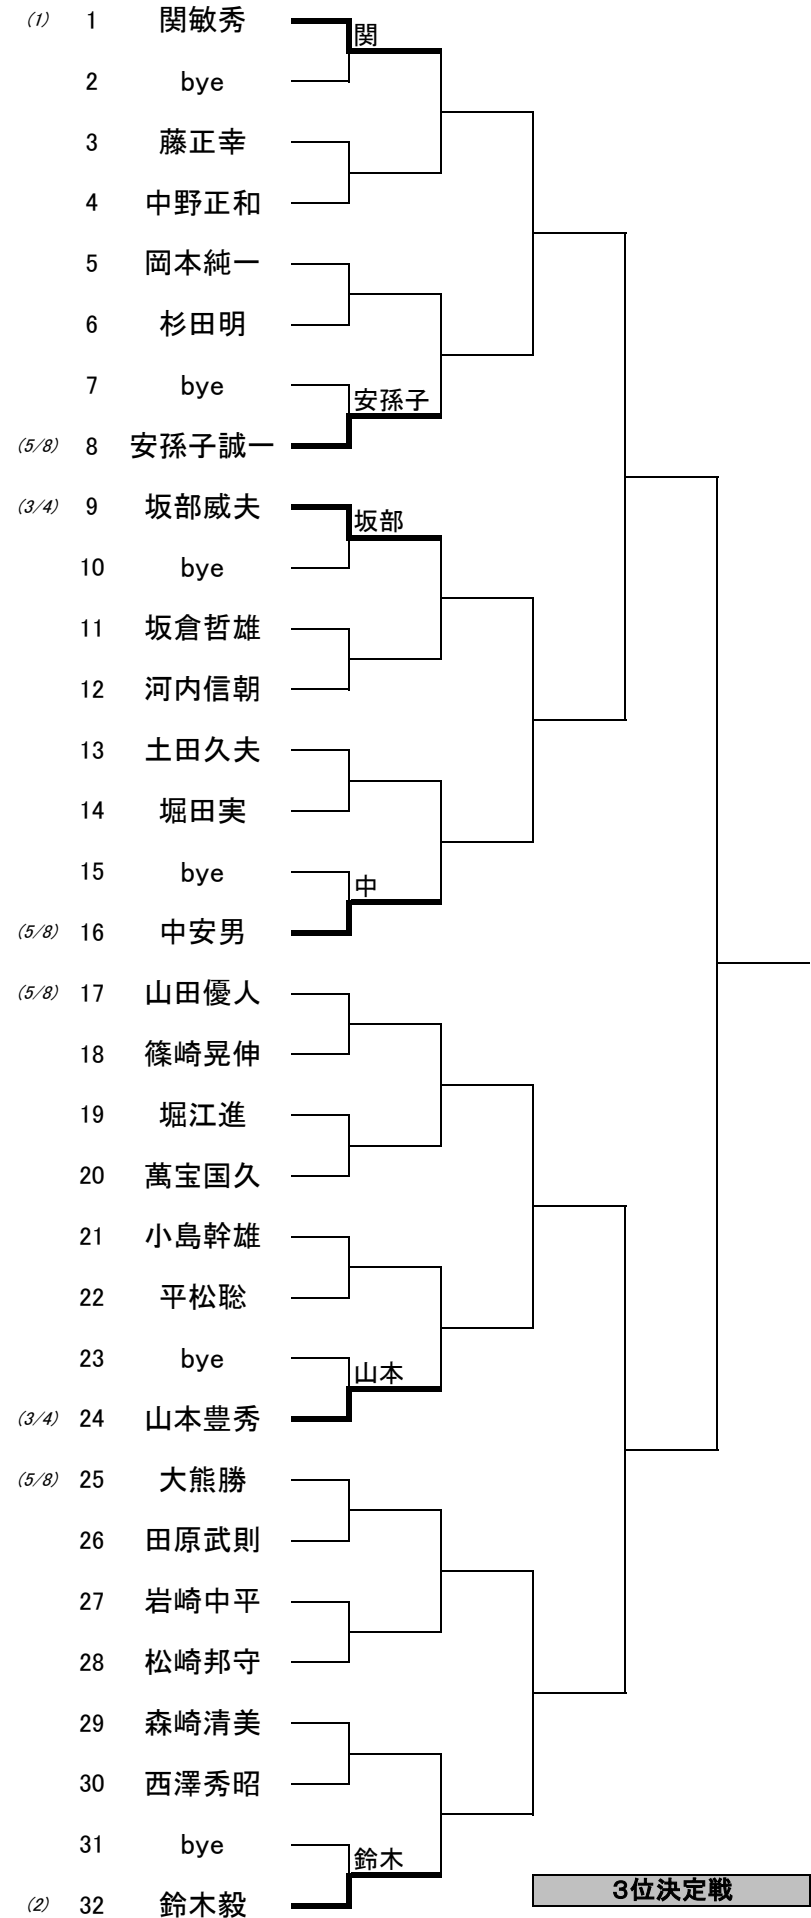 (1) 1 関敏秀 関
2 bye
3 藤正幸
4 中野正和
5 岡本純一
6 杉田明
7 bye 安孫子
(5/8) 8 安孫子誠一
(3/4) 9 坂部威夫 坂部
10 bye
11 坂倉哲雄
12 河内信朝
13 土田久夫
14 堀田実
15 bye 中
(5/8) 16 中安男
(5/8) 17 山田優人
18 篠崎晃伸
19 堀江進
20 萬宝国久
21 小島幹雄
22 平松聡
23 bye 山本
(3/4) 24 山本豊秀
(5/8) 25 大熊勝
26 田原武則
27 岩崎中平
28 松崎邦守
29 森崎清美
30 西澤秀昭
31 bye 鈴木
(2) 32 鈴木毅 3位決定戦